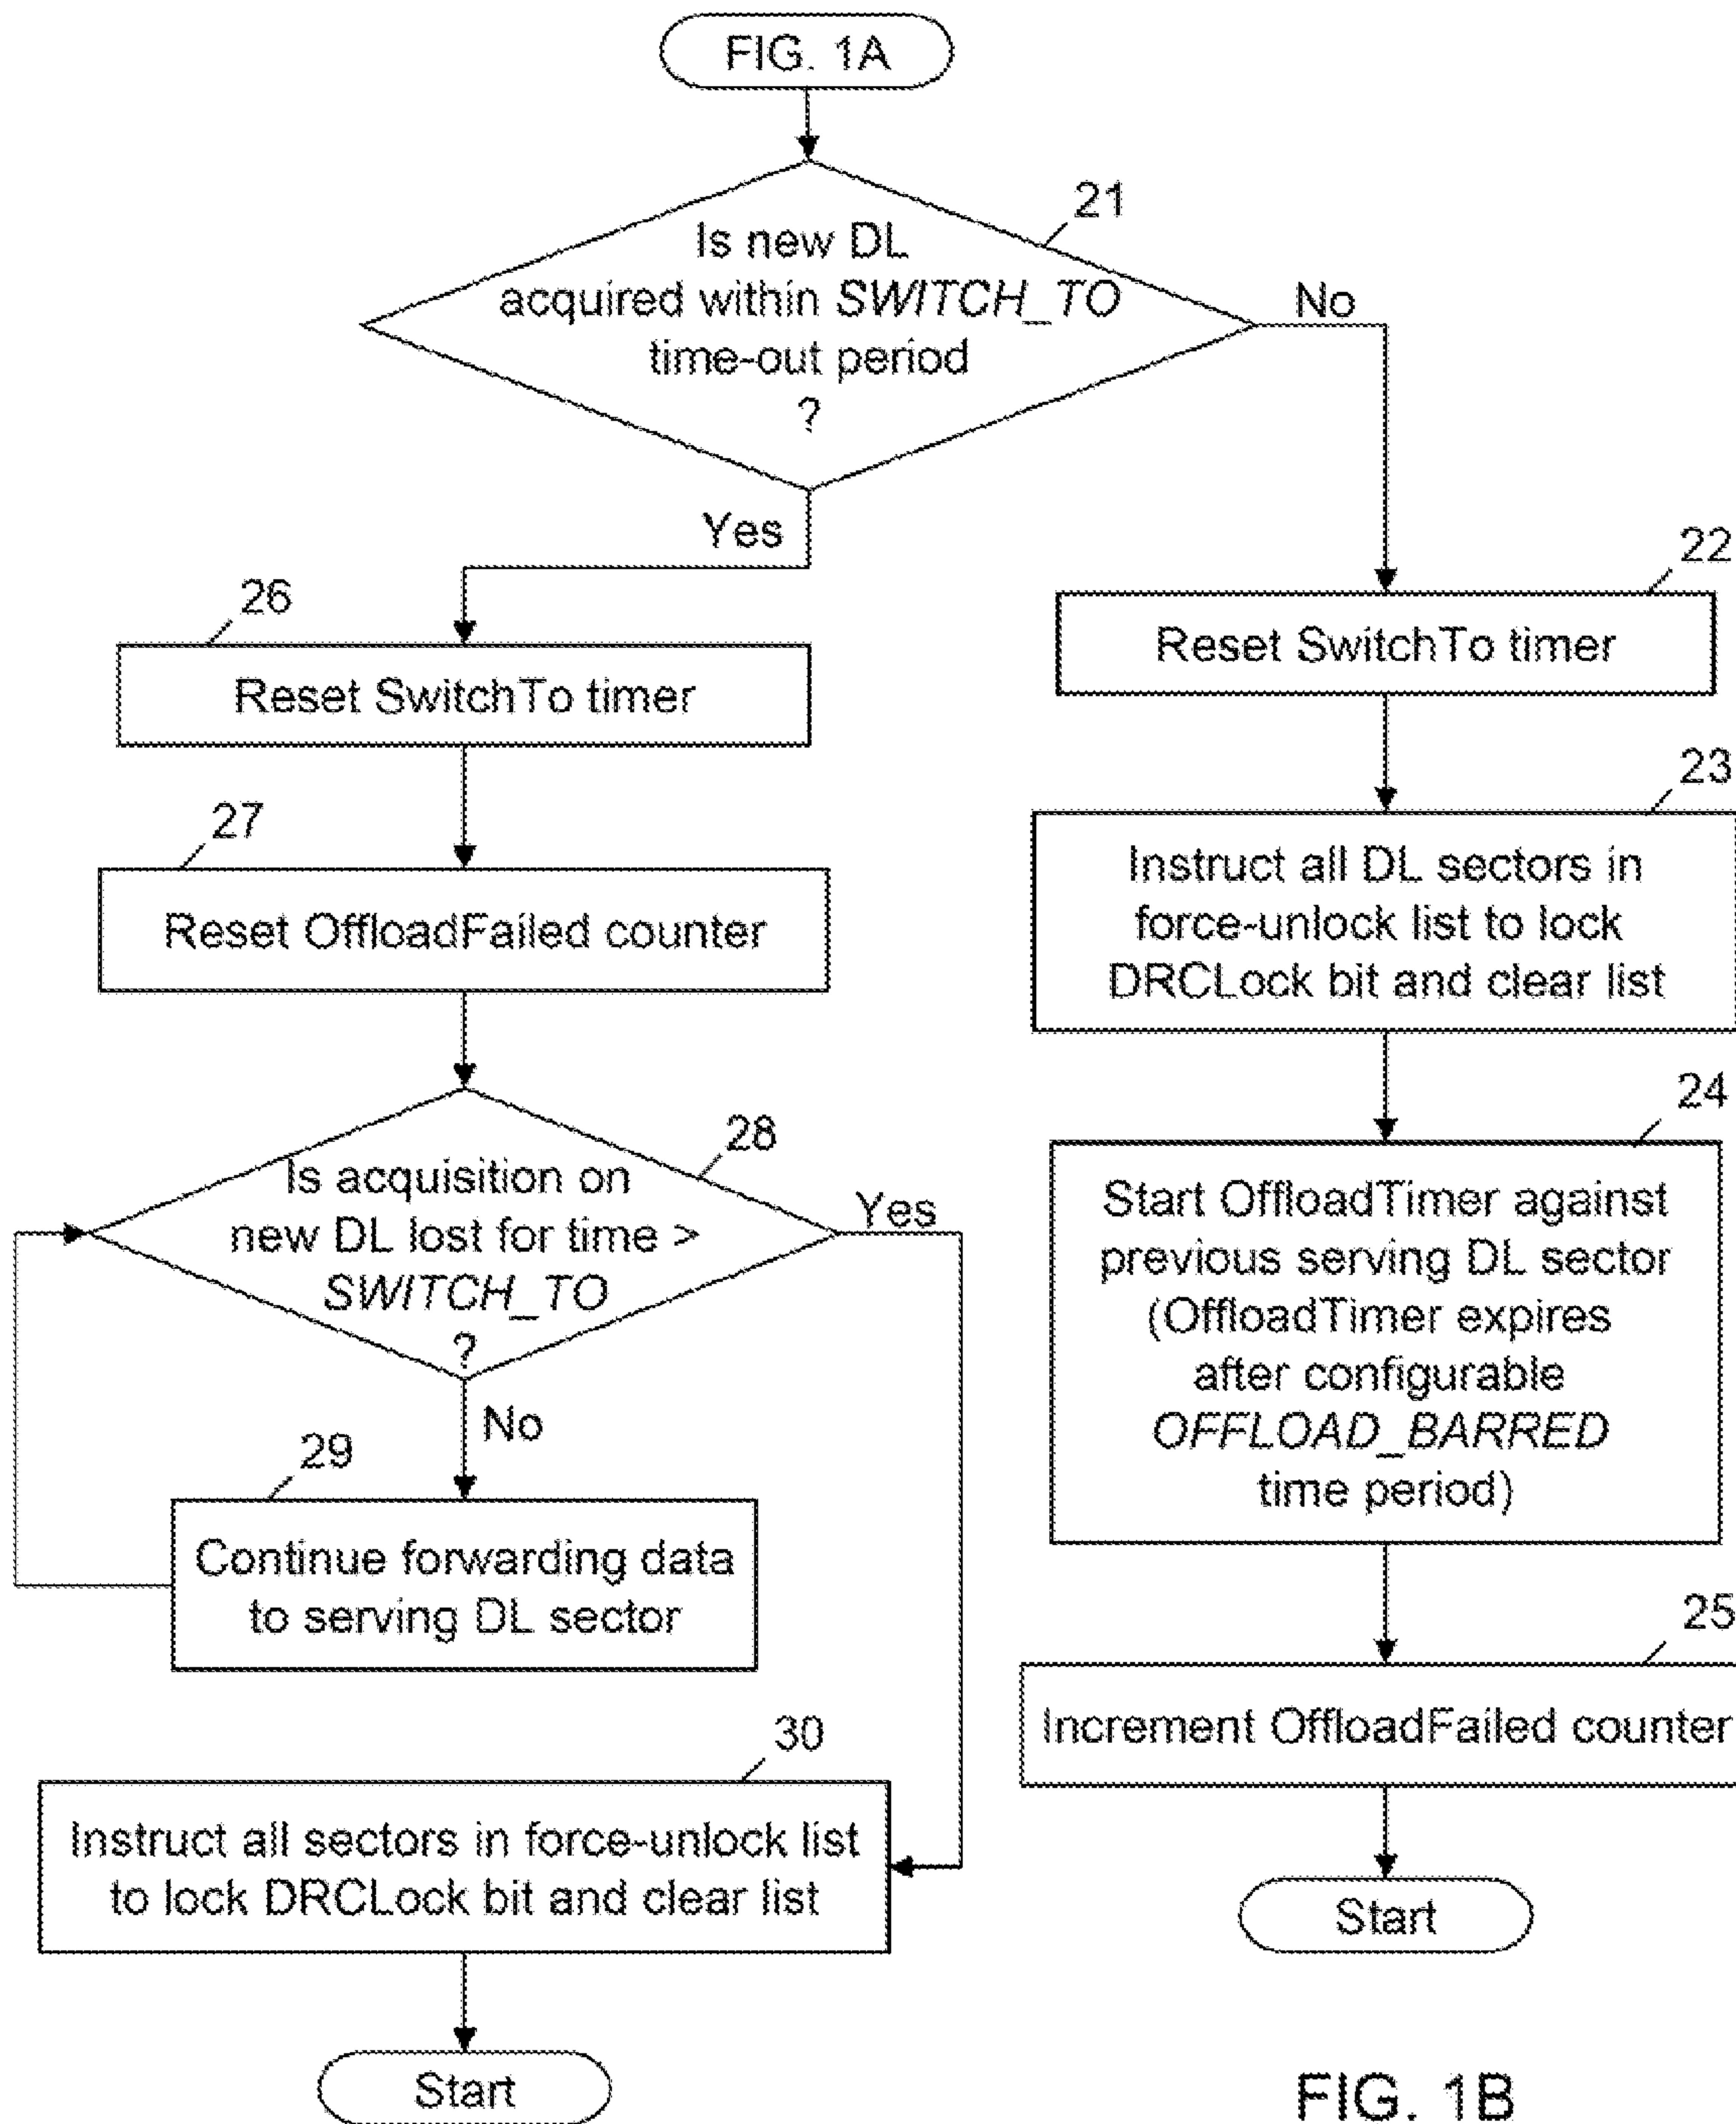 FIG. 1A
21
Is new DL
acquired within SWITCH_TO
time-out period
?
No
Yes
22
Reset SwitchTo timer
23
Instruct all DL sectors in
force-unlock list to lock
DRCLock bit and clear list
24
Start OffloadTimer against
previous serving DL sector
(OffloadTimer expires
after configurable
OFFLOAD_BARRED
time period)
25
Increment OffloadFailed counter
Start
26
Reset SwitchTo timer
27
Reset OffloadFailed counter
28
Is acquisition on
new DL lost for time >
SWITCH_TO
?
Yes
No
29
Continue forwarding data
to serving DL sector
30
Instruct all sectors in force-unlock list
to lock DRCLock bit and clear list
Start
FIG. 1B